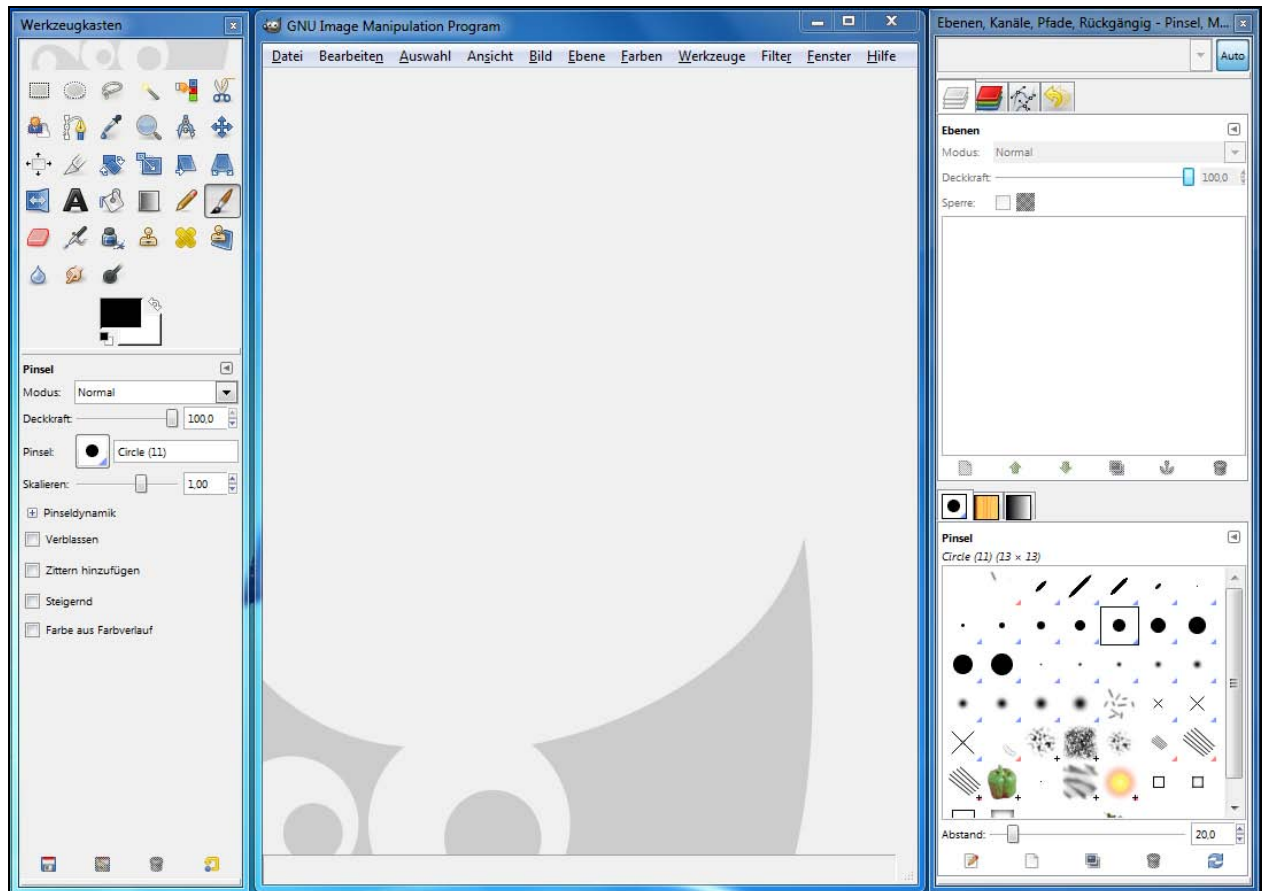 Werkzeugkasten
Pinsel
Modus: Normal
Deckkraft: 100,0
Pinsel: Circle (11)
Skalieren: 1,00
Pinseldynamik
Verblassen
Zittern hinzufügen
Steigernd
Farbe aus Farbverlauf
GNU Image Manipulation Program
Datei Bearbeiten Auswahl Ansicht Bild Ebene Farben Werkzeuge Filter Fenster Hilfe
Ebenen, Kanäle, Pfade, Rückgängig - Pinsel, M...
Auto
Ebenen
Modus: Normal
Deckkraft: 100,0
Sperre:
Pinsel
Circle (11) (13 × 13)
Abstand: 20,0